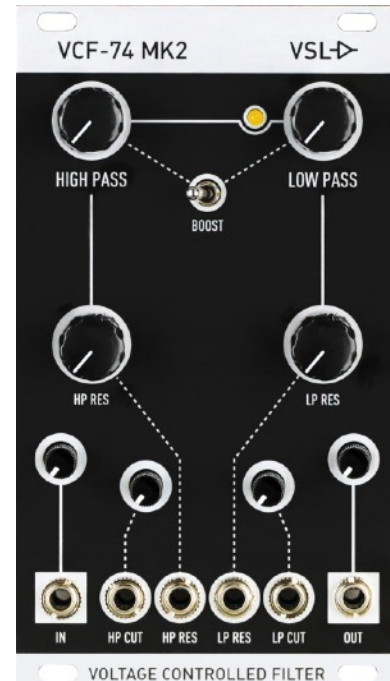 VCF-74 MK2 VSL
HIGH PASS LOW PASS
BOOST
HP RES LP RES
IN HP CUT HP RES LP RES LP CUT OUT
VOLTAGE CONTROLLED FILTER